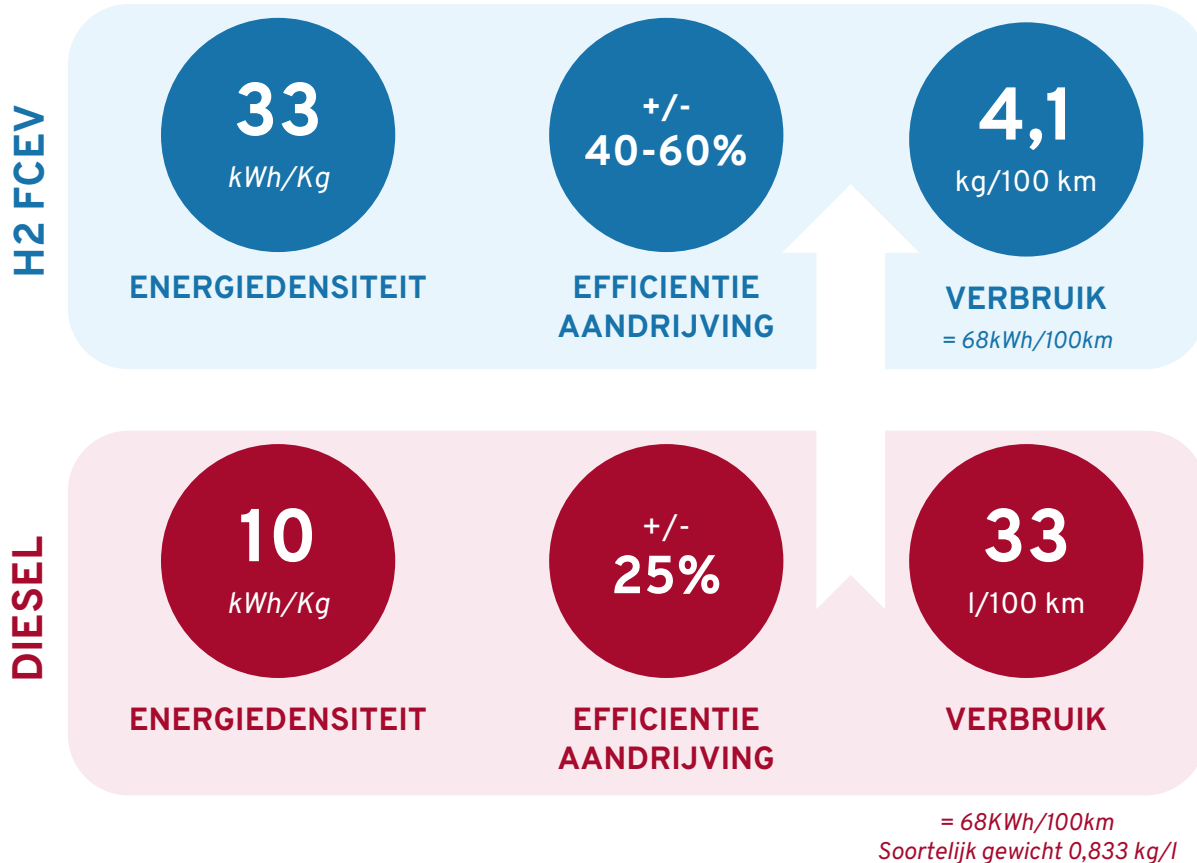 H2 FCEV
33
kWh/Kg
ENERGIEDENSITEIT
+/-
40-60%
EFFICIENTIE
AANDRIJVING
4,1
kg/100 km
VERBRUIK
= 68kWh/100km
DIESEL
10
kWh/Kg
ENERGIEDENSITEIT
+/-
25%
EFFICIENTIE
AANDRIJVING
33
l/100 km
VERBRUIK
= 68KWh/100km
Soortelijk gewicht 0,833 kg/l